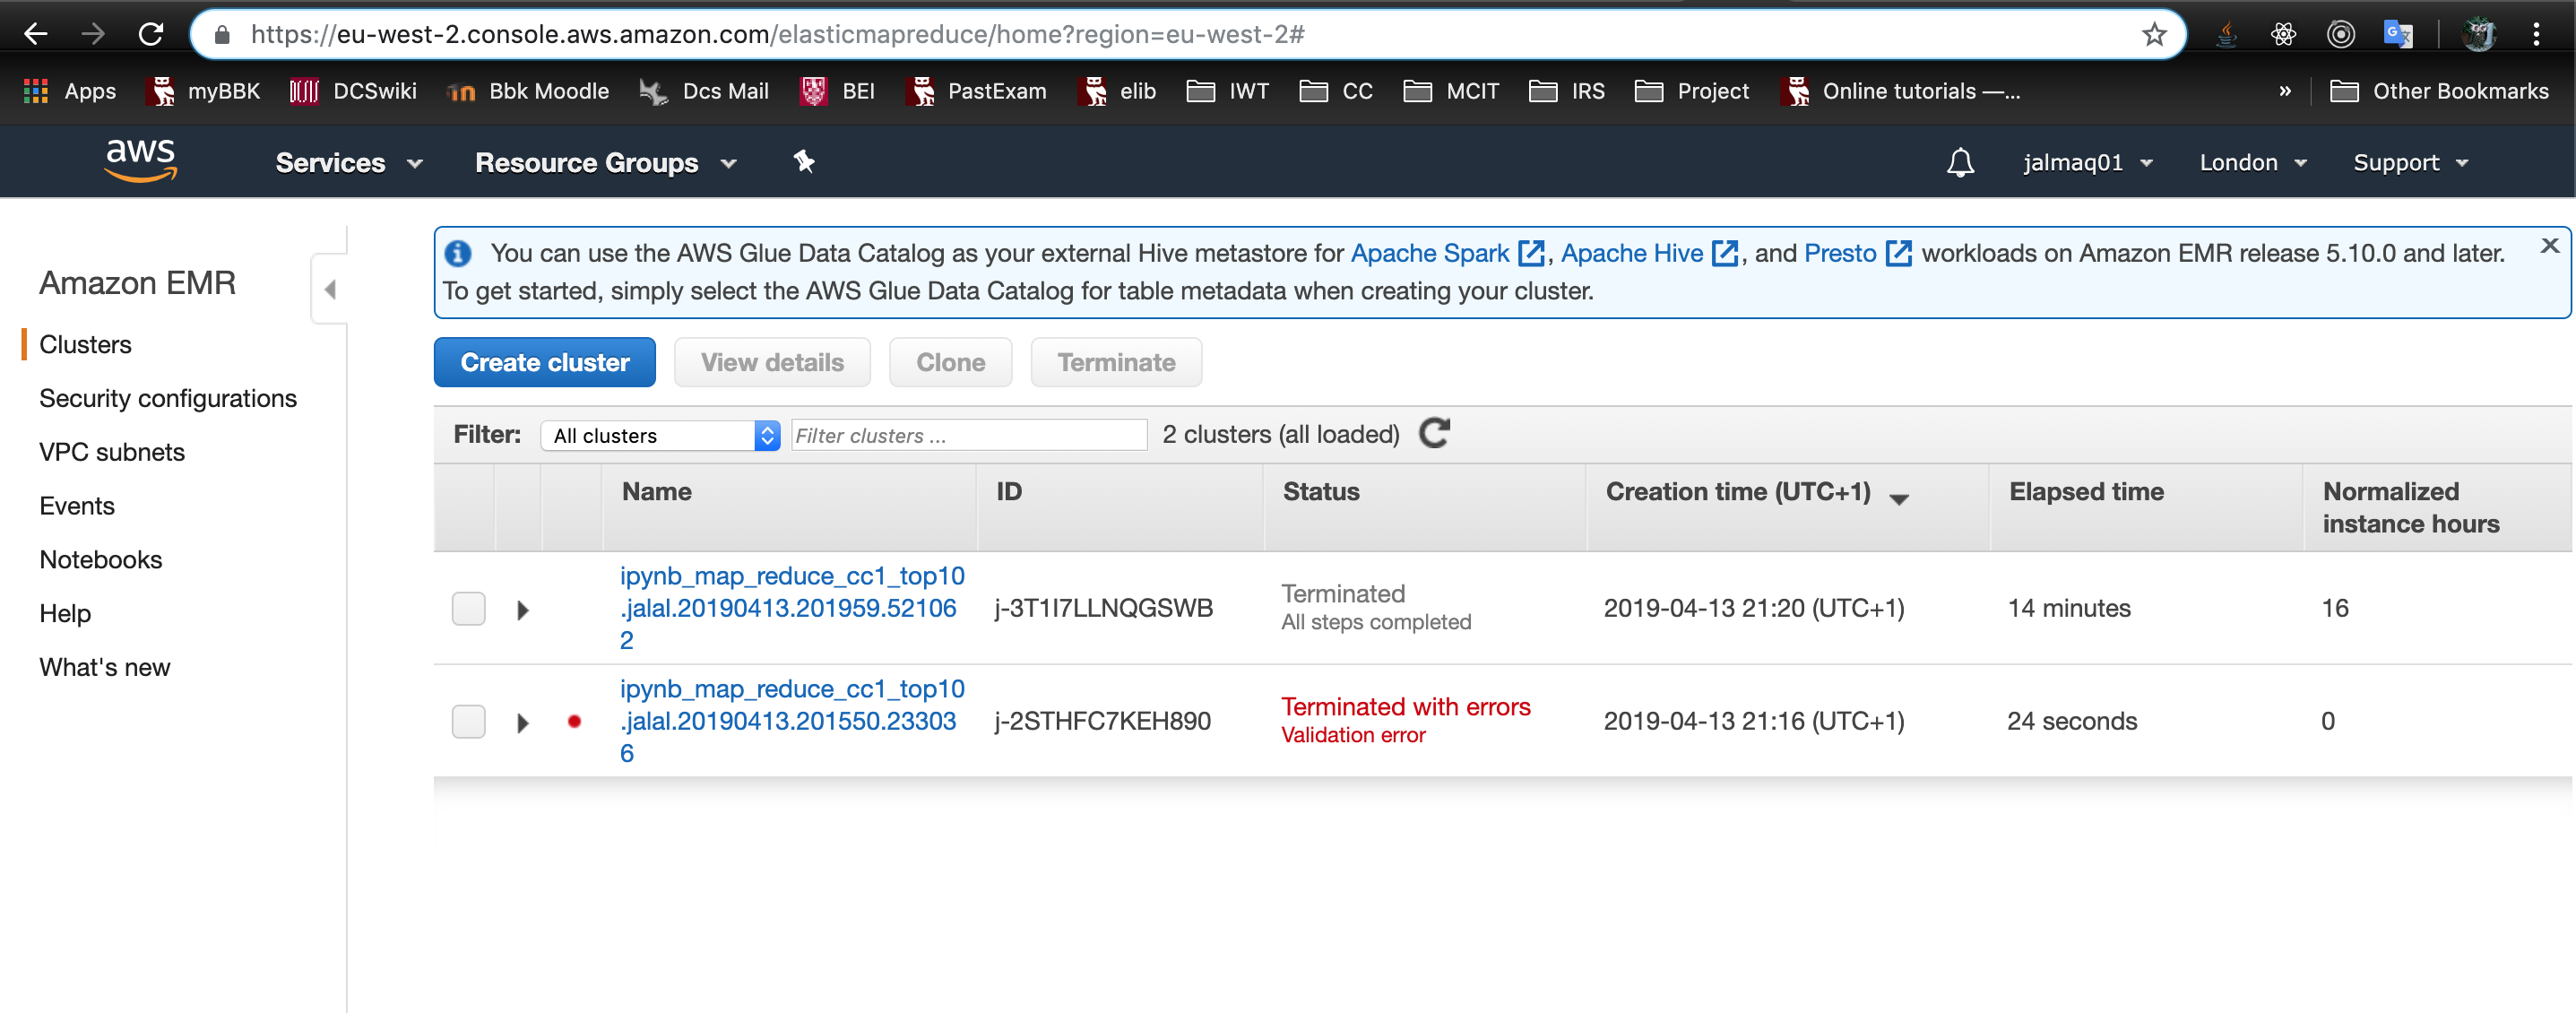 https://eu-west-2.console.aws.amazon.com/elasticmapreduce/home?region=eu-west-2#
Apps myBBK DCSwiki Bbk Moodle Dcs Mail BEI PastExam elib IWT CC MCIT IRS Project Online tutorials —... » Other Bookmarks
aws Services Resource Groups jalmaq01 London Support
Amazon EMR
Clusters
Security configurations
VPC subnets
Events
Notebooks
Help
What's new
You can use the AWS Glue Data Catalog as your external Hive metastore for Apache Spark, Apache Hive, and Presto workloads on Amazon EMR release 5.10.0 and later.
To get started, simply select the AWS Glue Data Catalog for table metadata when creating your cluster.
Create cluster View details Clone Terminate
Filter: All clusters Filter clusters ... 2 clusters (all loaded)
Name ID Status Creation time (UTC+1) Elapsed time Normalized
instance hours
ipynb_map_reduce_cc1_top10
.jalal.20190413.201959.52106
2
j-3T1I7LLNQGSWB
Terminated
All steps completed
2019-04-13 21:20 (UTC+1)
14 minutes
16
ipynb_map_reduce_cc1_top10
.jalal.20190413.201550.23303
6
j-2STHFC7KEH890
Terminated with errors
Validation error
2019-04-13 21:16 (UTC+1)
24 seconds
0